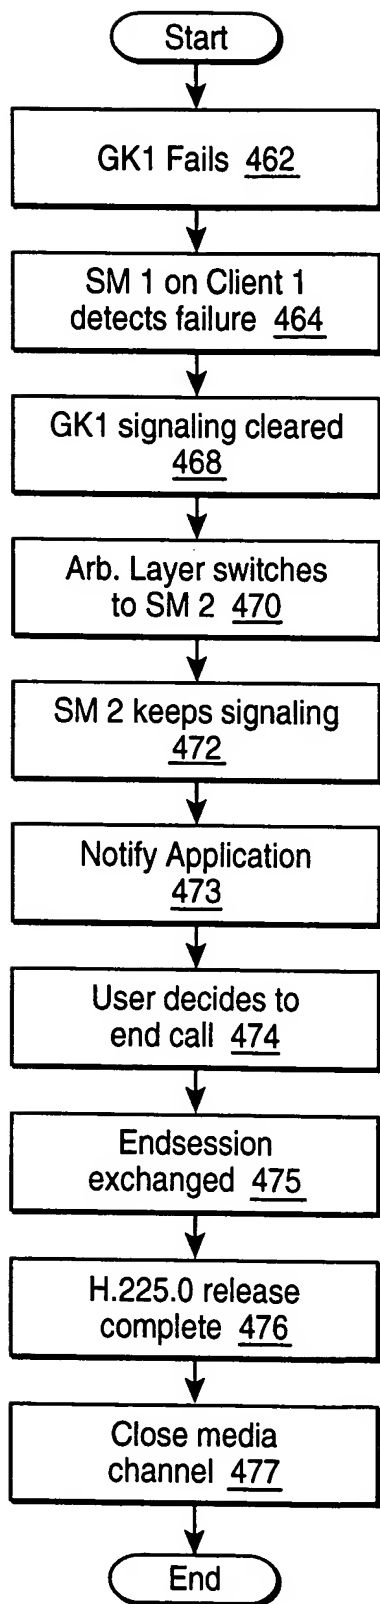 Start
GK1 Fails 462
SM 1 on Client 1
detects failure 464
GK1 signaling cleared
468
Arb. Layer switches
to SM 2 470
SM 2 keeps signaling
472
Notify Application
473
User decides to
end call 474
Endsession
exchanged 475
H.225.0 release
complete 476
Close media
channel 477
End